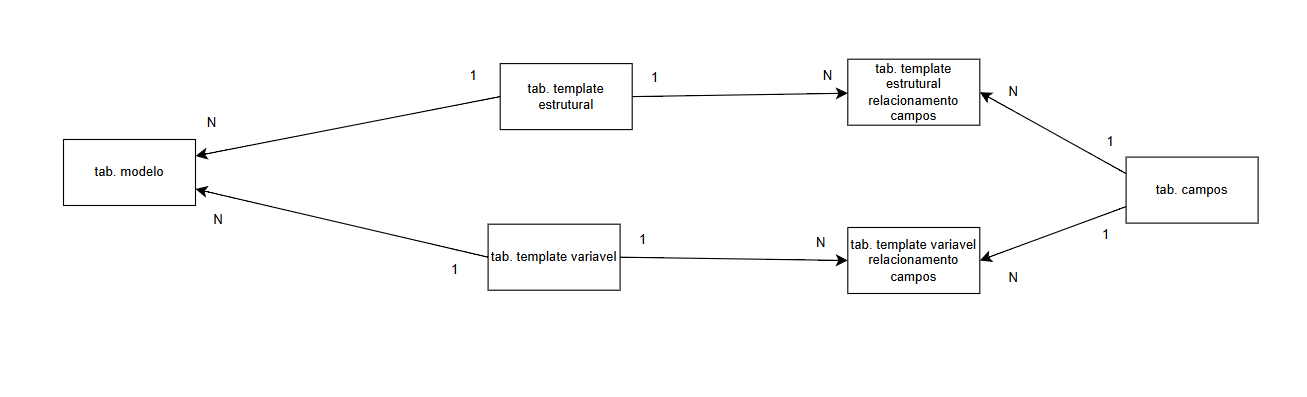 1
1
N
tab. template
estrutural
relacionamento
campos
N
tab. template
estrutural
N
1
tab. modelo
tab. campos
N
1
N
tab. template variavel
relacionamento
campos
1
tab. template variavel
1
N